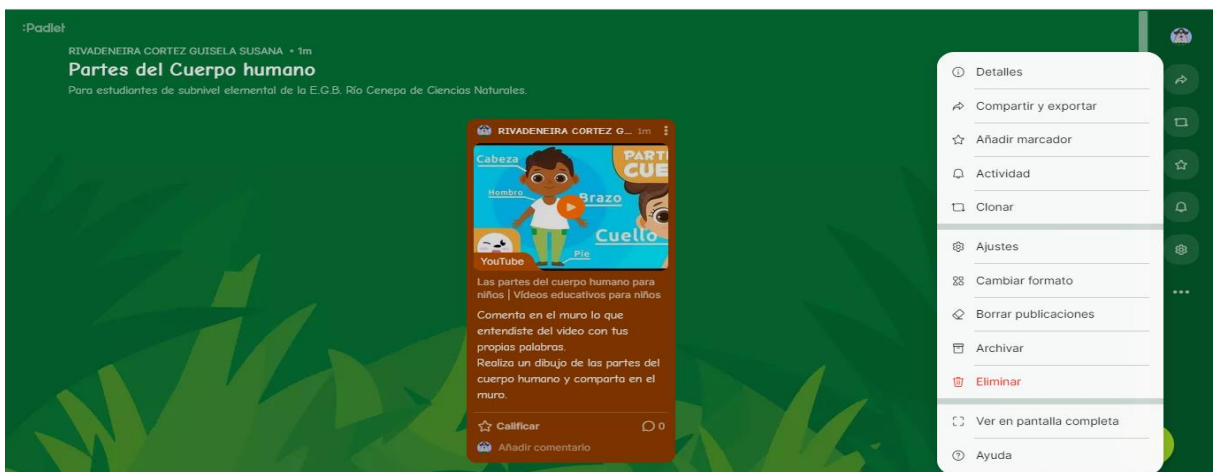 :Padlet
RIVADENEIRA CORTEZ GUISELA SUSANA • 1m
Partes del Cuerpo humano
Para estudiantes de subnivel elemental de la E.G.B. Río Cenepa de Ciencias Naturales.
RIVADENEIRA CORTEZ G... 1m
Cabeza
PARTI
CUE
Hombro
Brazo
Cuello
Pie
YouTube
Las partes del cuerpo humano para
niños | Vídeos educativos para niños
Comenta en el muro lo que
entendiste del video con tus
propias palabras.
Realiza un dibujo de las partes del
cuerpo humano y comparta en el
muro.
Calificar 0
Añadir comentario
Detalles
Compartir y exportar
Añadir marcador
Actividad
Clonar
Ajustes
Cambiar formato
Borrar publicaciones
Archivar
Eliminar
Ver en pantalla completa
Ayuda